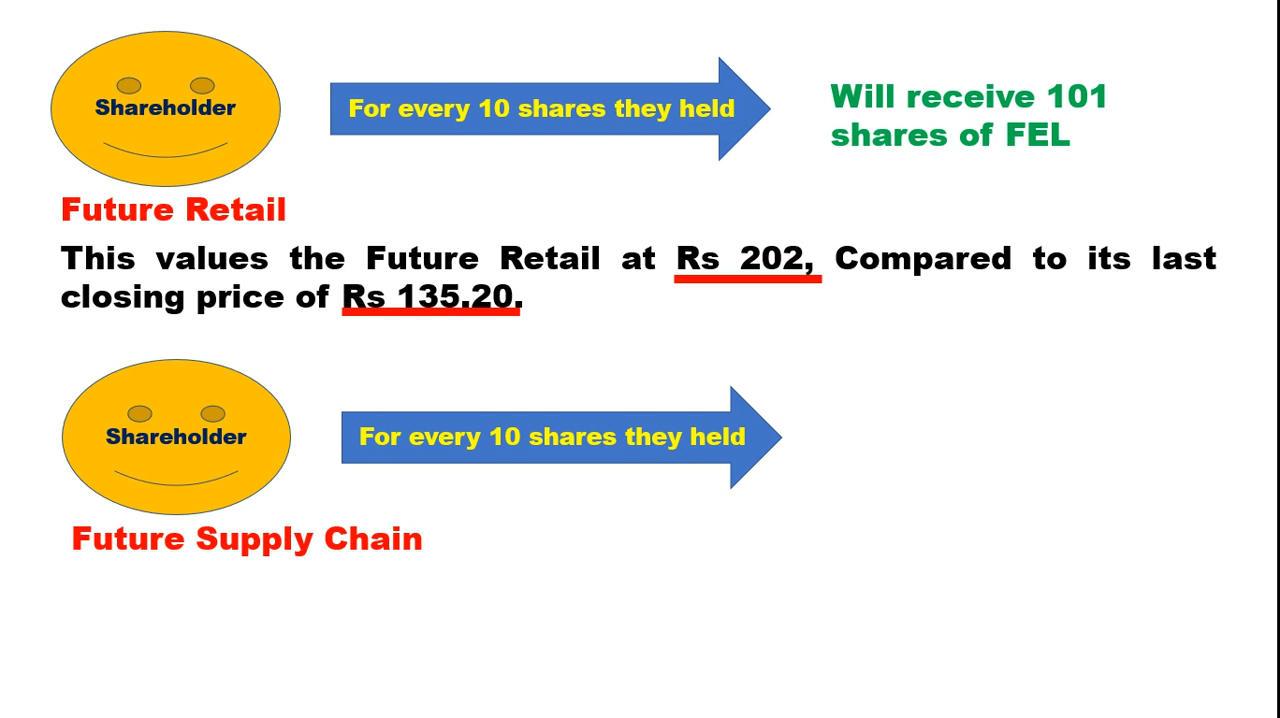 Shareholder
For every 10 shares they held
Will receive 101
shares of FEL
Future Retail
This values the Future Retail at Rs 202, Compared to its last
closing price of Rs 135.20.
Shareholder
For every 10 shares they held
Future Supply Chain